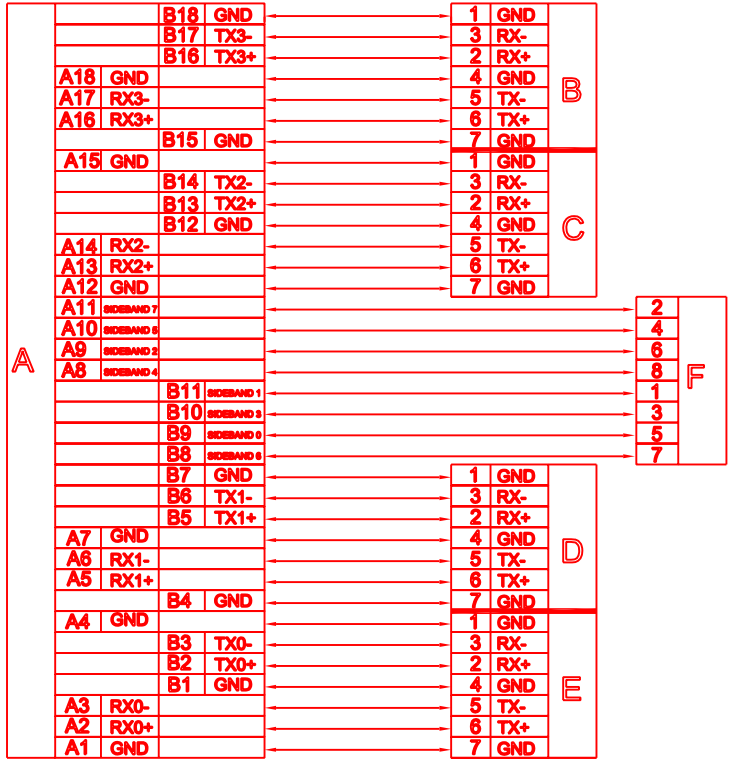 B18 GND 1 GND
B17 TX3- 3 RX-
B16 TX3+ 2 RX+
A18 GND 4 GND
B
A17 RX3- 5 TX-
A16 RX3+ 6 TX+
B15 GND 7 GND
A15 GND 1 GND
B14 TX2- 3 RX-
B13 TX2+ 2 RX+
B12 GND 4 GND
C
A14 RX2- 5 TX-
A13 RX2+ 6 TX+
A12 GND 7 GND
A11 SIDEBAND 7 2
A10 SIDEBAND 5 4
A9 SIDEBAND 2 6
A
A8 SIDEBAND 4 8
F
B11 SIDEBAND 1 1
B10 SIDEBAND 3 3
B9 SIDEBAND 0 5
B8 SIDEBAND 6 7
B7 GND 1 GND
B6 TX1- 3 RX-
B5 TX1+ 2 RX+
A7 GND 4 GND
D
A6 RX1- 5 TX-
A5 RX1+ 6 TX+
B4 GND 7 GND
A4 GND 1 GND
B3 TX0- 3 RX-
B2 TX0+ 2 RX+
B1 GND 4 GND
E
A3 RX0- 5 TX-
A2 RX0+ 6 TX+
A1 GND 7 GND